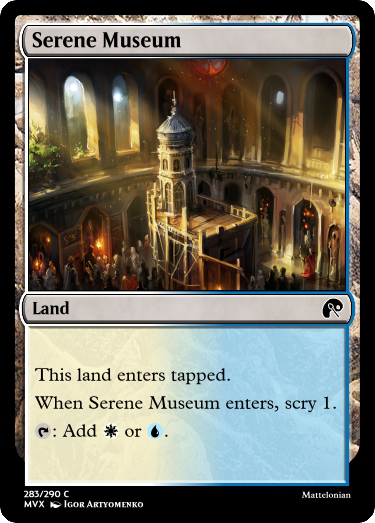 Serene Museum
Land
This land enters tapped.
When Serene Museum enters, scry 1.
: Add or .
283/290 C
MVX Igor Artyomenko
Mattelonian